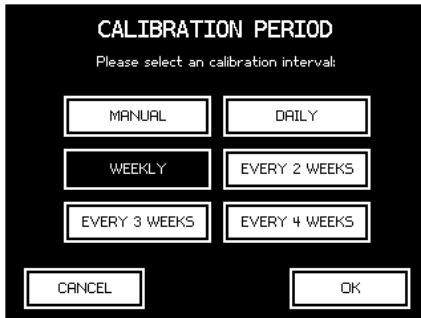 CALIBRATION PERIOD
Please select an calibration interval:
MANUAL DAILY
WEEKLY EVERY 2 WEEKS
EVERY 3 WEEKS EVERY 4 WEEKS
CANCEL OK